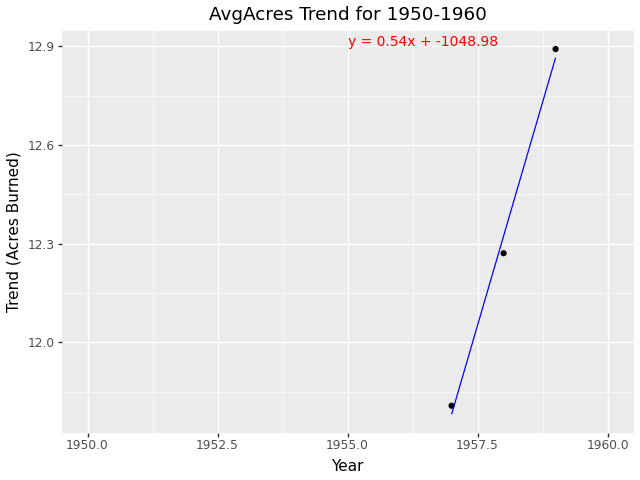 AvgAcres Trend for 1950-1960
y = 0.54x + -1048.98
12.9
12.6
12.3
12.0
Trend (Acres Burned)
1950.0 1952.5 1955.0 1957.5 1960.0
Year